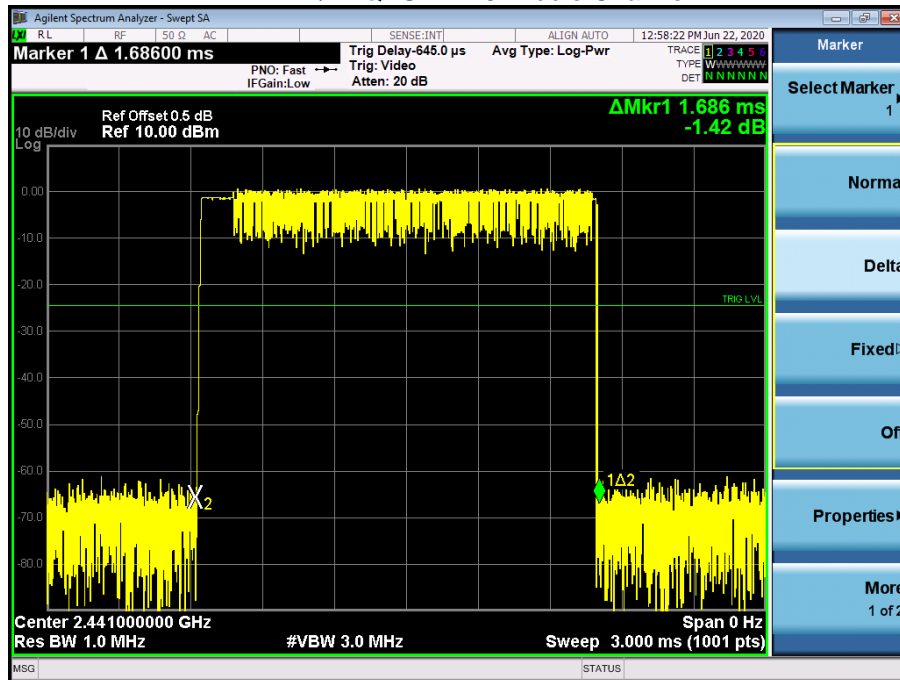 Agilent Spectrum Analyzer - Swept SA
LXI RL RF 50 Ω AC SENSE:INT ALIGN AUTO 12:58:22 PM Jun 22, 2020
Marker 1 Δ 1.68600 ms
PNO: Fast
IFGain:Low
Trig Delay-645.0 µs
Trig: Video
Atten: 20 dB
Avg Type: Log-Pwr
TRACE 1 2 3 4 5 6
TYPE WWWWWW
DET N N N N N N
Ref Offset 0.5 dB
10 dB/div Ref 10.00 dBm
Log
ΔMkr1 1.686 ms
-1.42 dB
0.00
-10.0
-20.0
TRIG LVL
-30.0
-40.0
-50.0
-60.0
1Δ2
X2
-70.0
-80.0
Center 2.441000000 GHz Span 0 Hz
Res BW 1.0 MHz #VBW 3.0 MHz Sweep 3.000 ms (1001 pts)
MSG STATUS
Marker
Select Marker
1
Norma
Delta
Fixed
Of
Properties
More
1 of 2